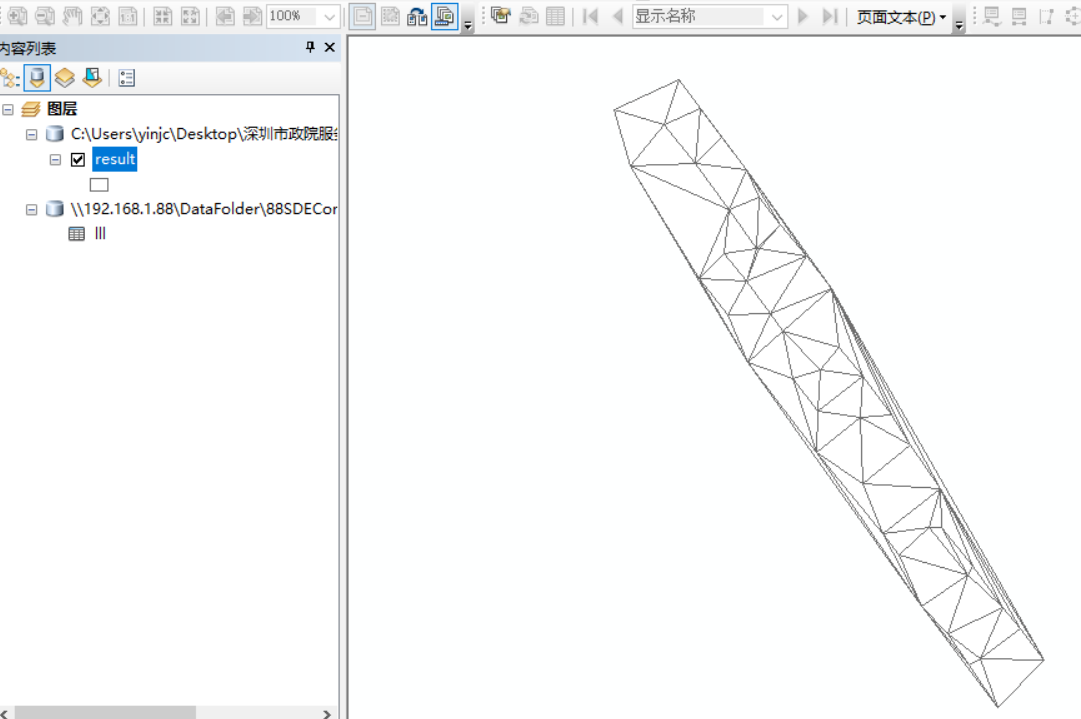 100%
显示名称
页面文本(P)
内容列表
图层
C:\Users\yinjc\Desktop\深圳市政院服
result
\\192.168.1.88\DataFolder\88SDECor
lll